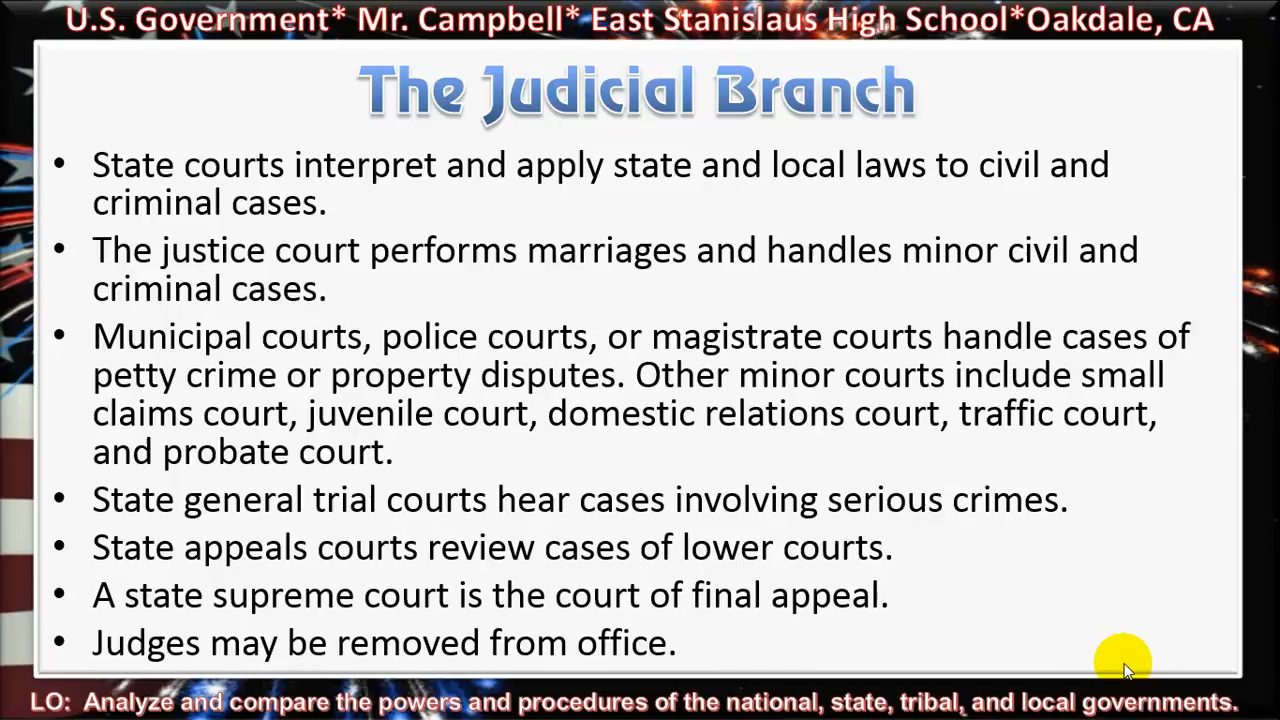 U.S. Government* Mr. Campbell* East Stanislaus High School*Oakdale, CA
The Judicial Branch
• State courts interpret and apply state and local laws to civil and
criminal cases.
• The justice court performs marriages and handles minor civil and
criminal cases.
• Municipal courts, police courts, or magistrate courts handle cases of
petty crime or property disputes. Other minor courts include small
claims court, juvenile court, domestic relations court, traffic court,
and probate court.
• State general trial courts hear cases involving serious crimes.
• State appeals courts review cases of lower courts.
• A state supreme court is the court of final appeal.
• Judges may be removed from office.
LO: Analyze and compare the powers and procedures of the national, state, tribal, and local governments.